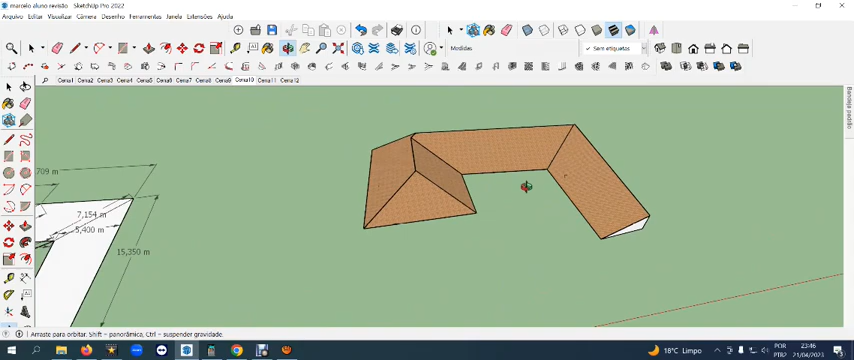 marcelo aluno revisão - SketchUp Pro 2022
Arquivo Editar Visualizar Câmera Desenho Ferramentas Janela Extensões Ajuda
Medidas
Sem etiquetas
Cena1 Cena2 Cena3 Cena4 Cena5 Cena6 Cena7 Cena8 Cena9 Cena10 Cena11 Cena12
Bandeja padrão
709 m
7,154 m
5,400 m
15,350 m
Arraste para orbitar. Shift = panorâmica, Ctrl = suspender gravidade.
18°C Limpo
POR
PTB2
23:46
21/04/2023